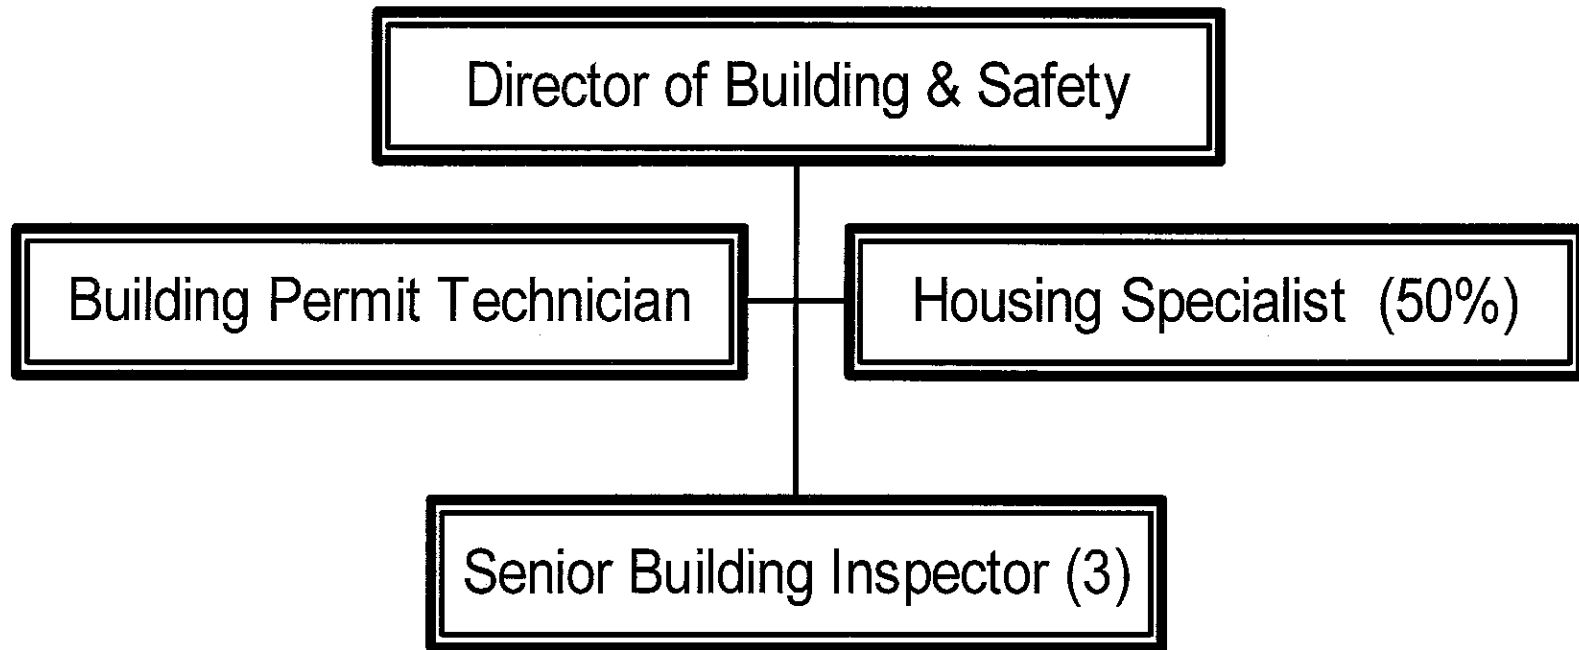 Director of Building & Safety
Building Permit Technician
Housing Specialist (50%)
Senior Building Inspector (3)